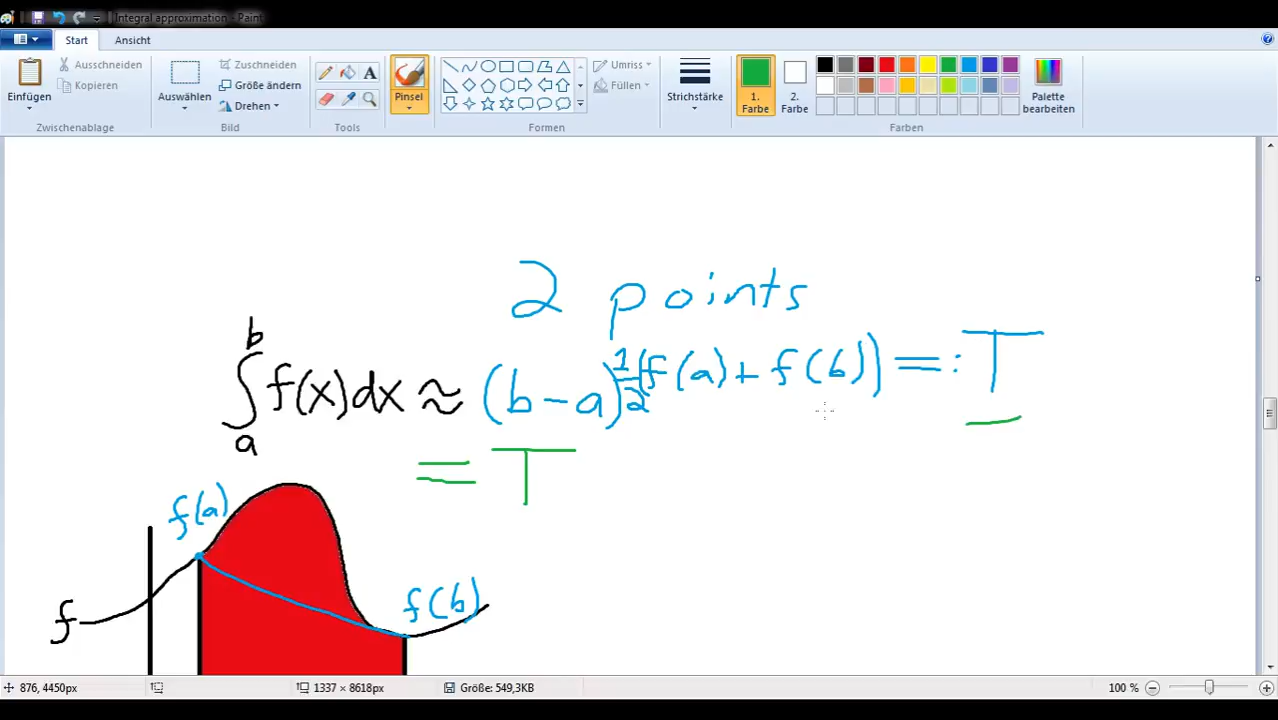 Integral approximation - Paint
Start Ansicht
Einfügen
Ausschneiden
Kopieren
Zwischenablage
Auswählen
Zuschneiden
Größe ändern
Drehen
Bild
A
Tools
Pinsel
Umriss
Füllen
Formen
Strichstärke
1. Farbe
2. Farbe
Palette bearbeiten
Farben
2 points
∫_a^b f(x)dx ≈ (b-a) 1/2 (f(a) + f(b)) =: T
= T
f(a)
f(b)
f
876, 4450px 1337 × 8618px Größe: 549,3KB 100 %